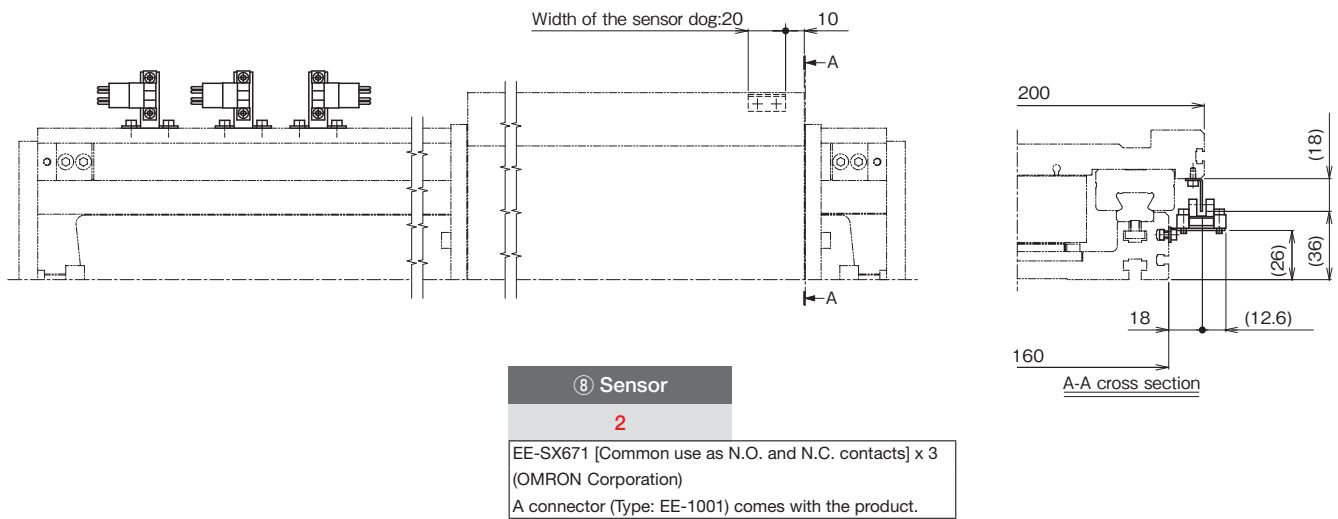 Width of the sensor dog:20
10
A
A
200
(18)
(26)
(36)
18
(12.6)
160
A-A cross section
⑧ Sensor
2
EE-SX671 [Common use as N.O. and N.C. contacts] x 3
(OMRON Corporation)
A connector (Type: EE-1001) comes with the product.